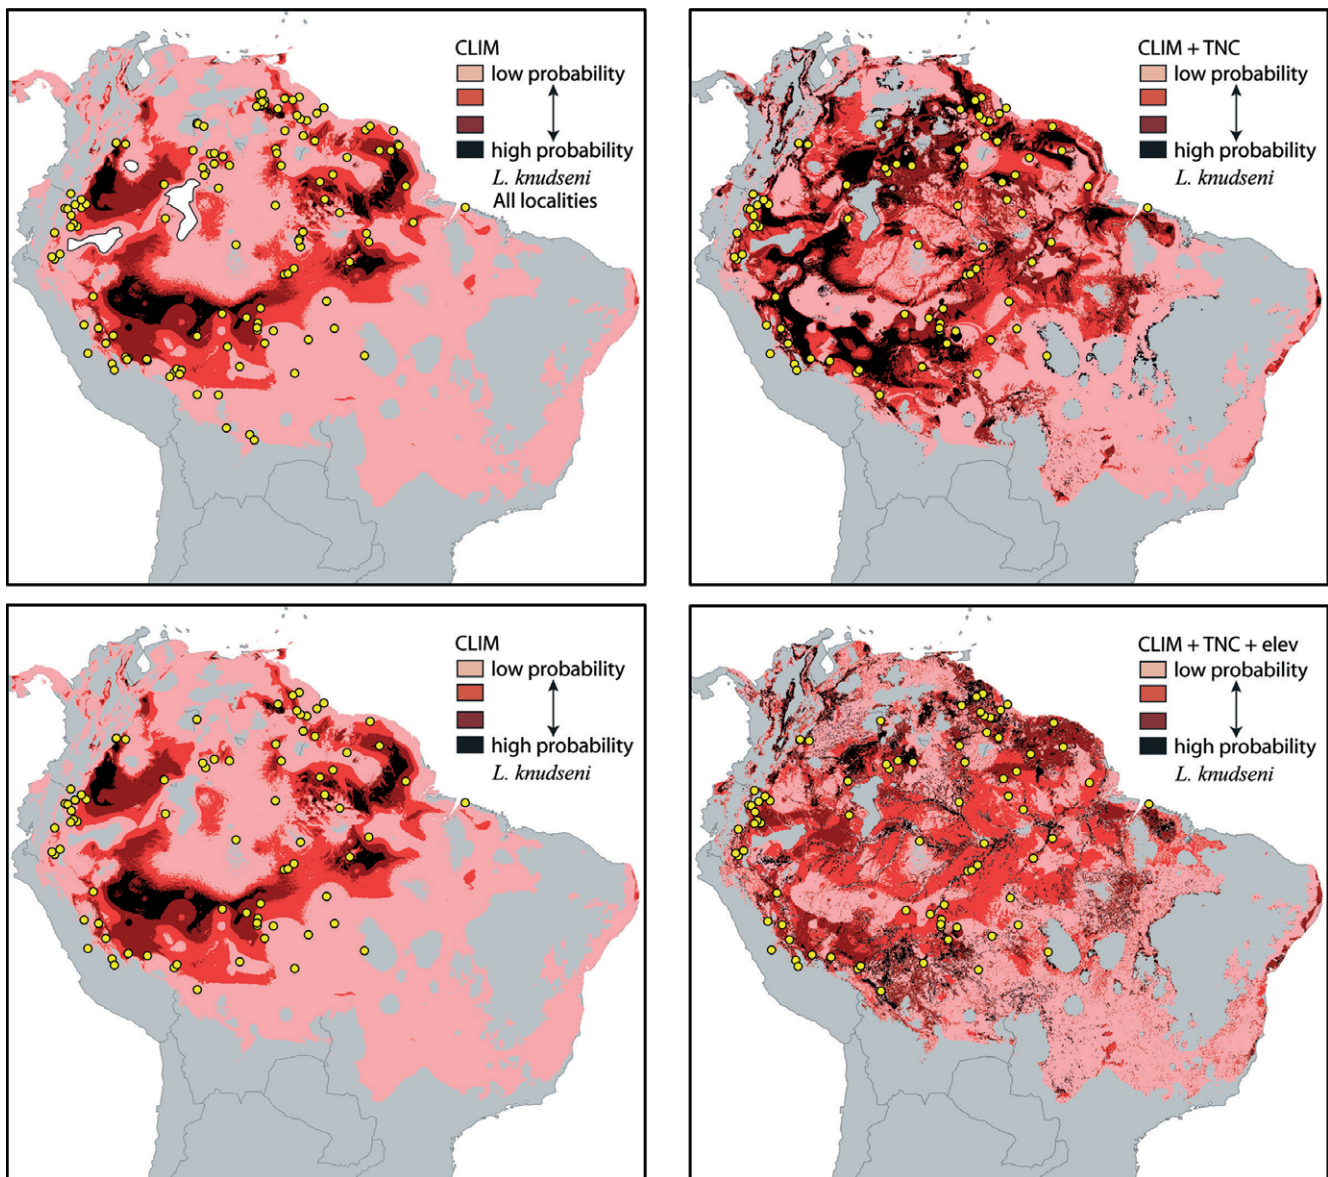 CLIM
low probability
high probability
L. knudseni
All localities
CLIM + TNC
low probability
high probability
L. knudseni
CLIM
low probability
high probability
L. knudseni
CLIM + TNC + elev
low probability
high probability
L. knudseni